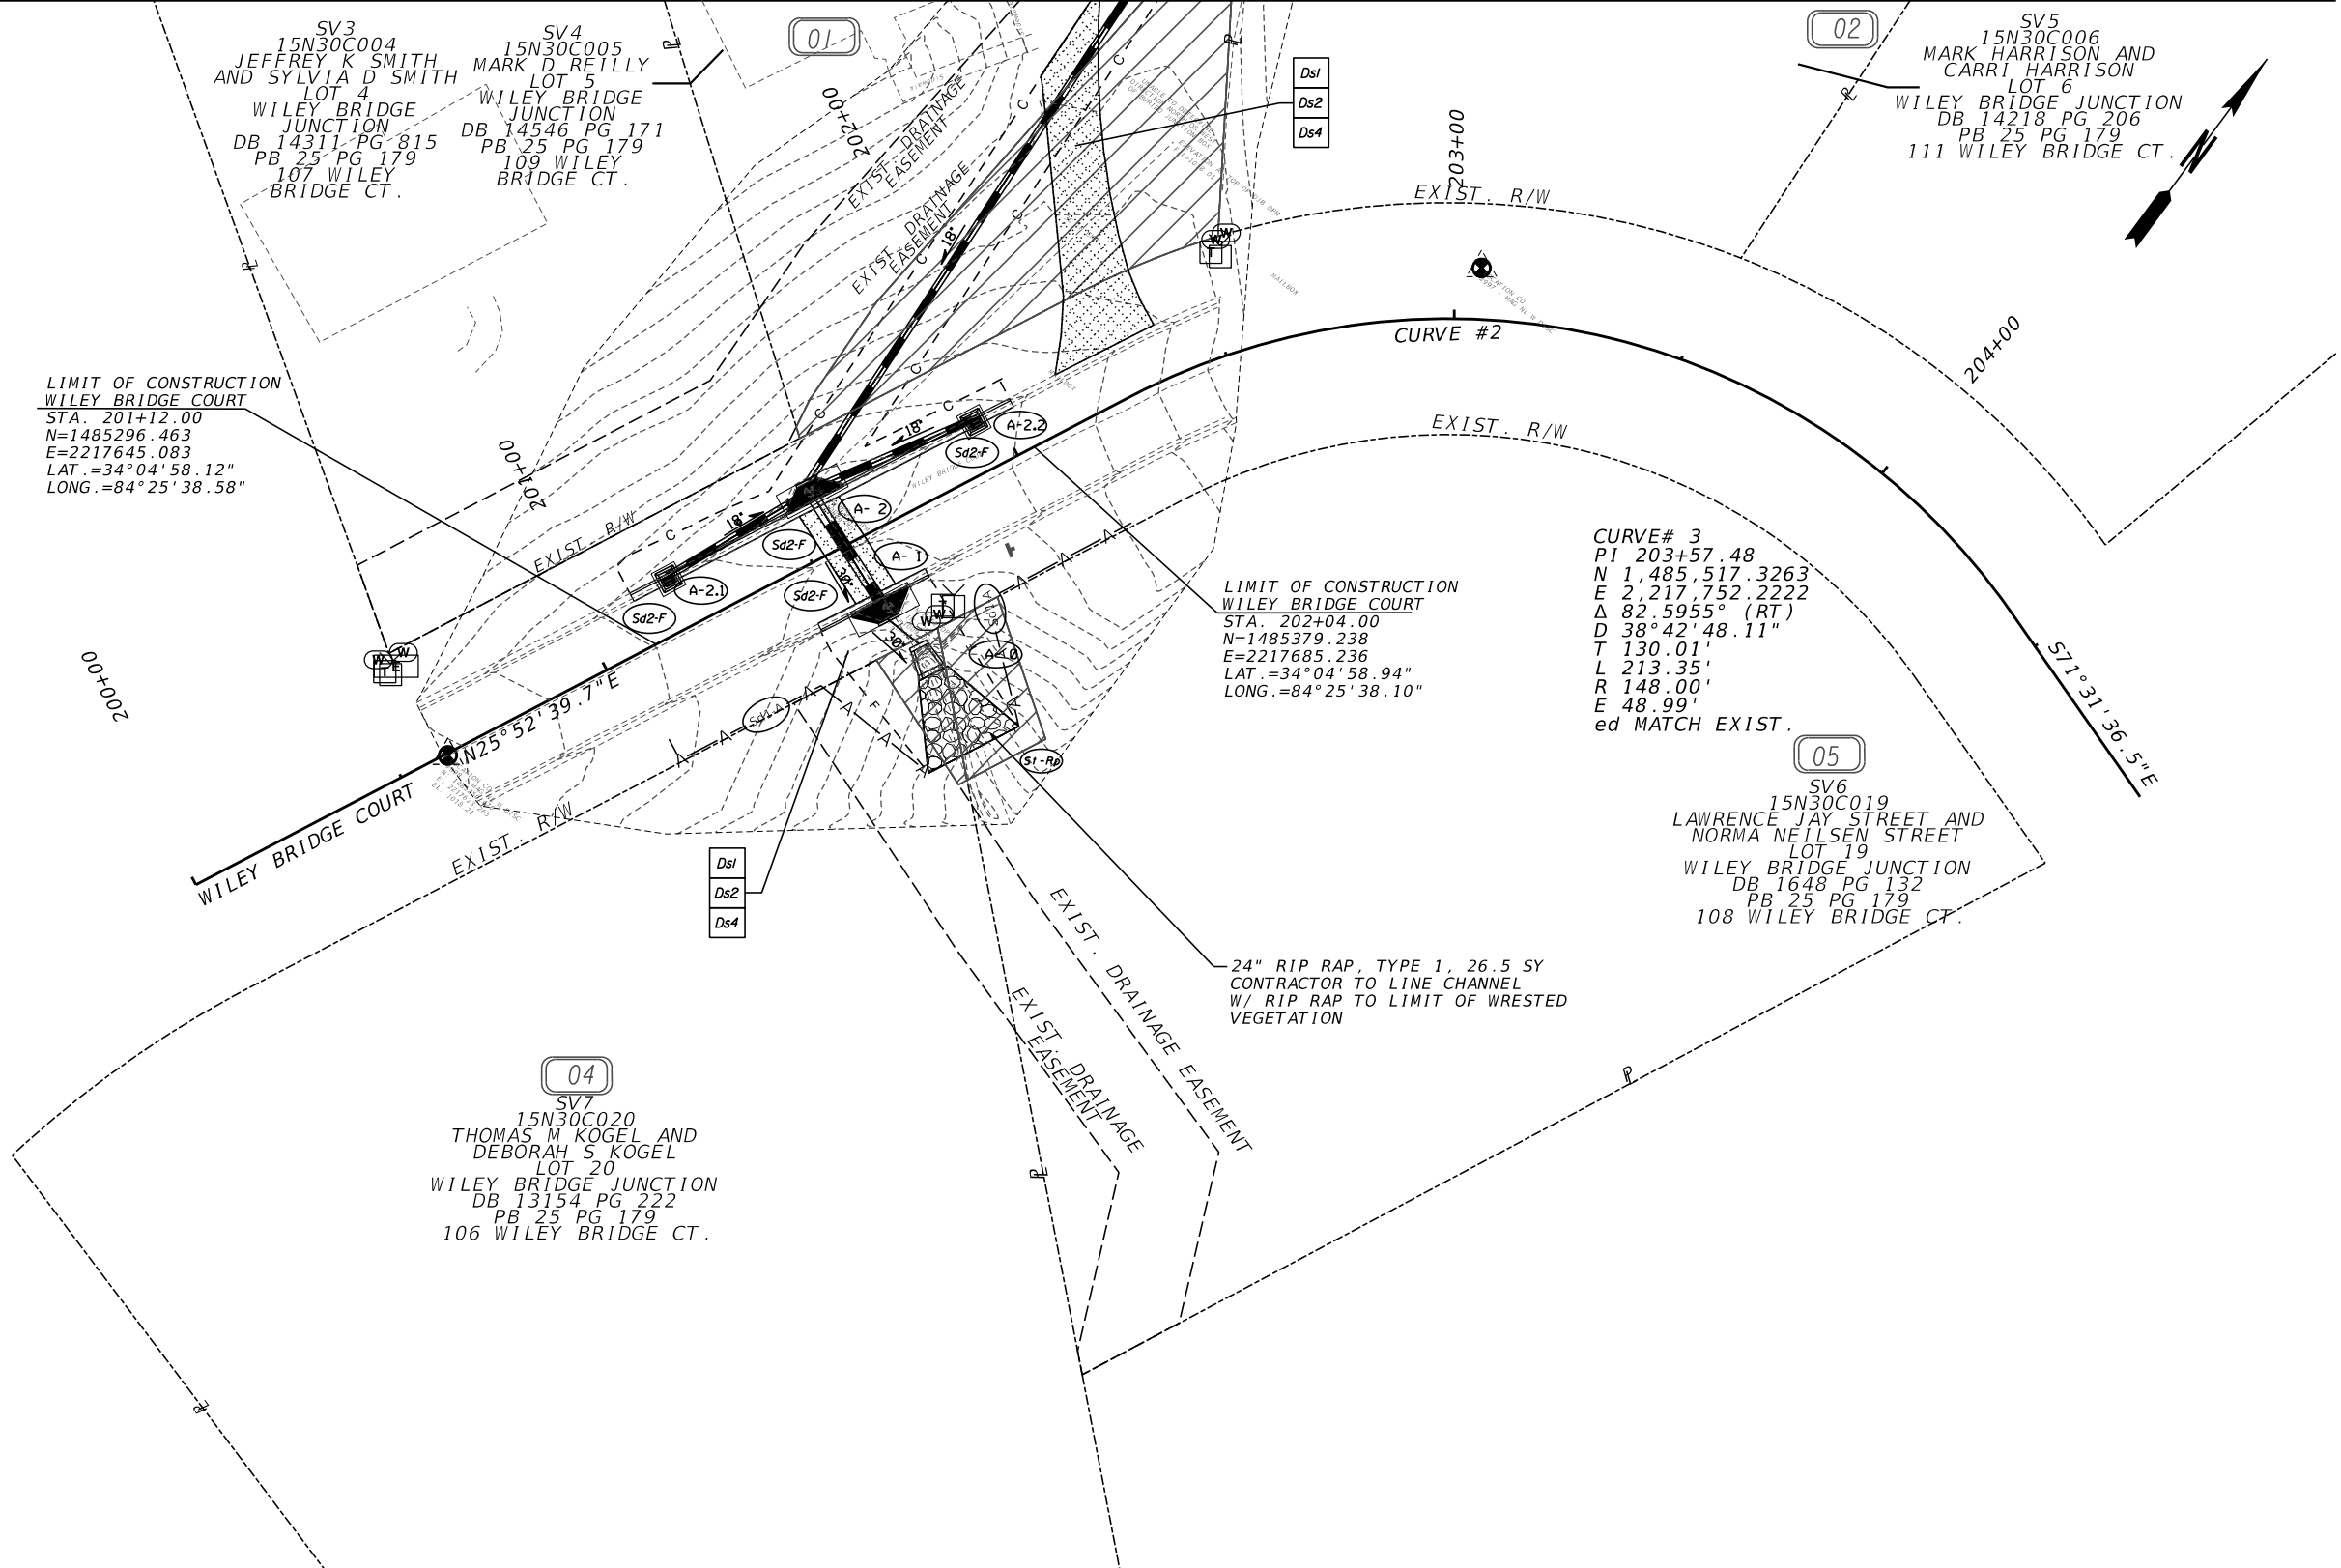 SV3
15N30C004
JEFFREY K SMITH
AND SYLVIA D SMITH
LOT 4
WILEY BRIDGE
JUNCTION
DB 14311 PG 815
PB 25 PG 179
107 WILEY
BRIDGE CT.
SV4
15N30C005
MARK D REILLY
LOT 5
WILEY BRIDGE
JUNCTION
DB 14546 PG 171
PB 25 PG 179
109 WILEY
BRIDGE CT.
01
202+00
EXIST. DRAINAGE
EASEMENT
EXIST. DRAINAGE
EASEMENT
Ds1
Ds2
Ds4
203+00
EXIST. R/W
02
SV5
15N30C006
MARK HARRISON AND
CARRI HARRISON
LOT 6
WILEY BRIDGE JUNCTION
DB 14218 PG 206
PB 25 PG 179
111 WILEY BRIDGE CT.
N
MAILBOX
CURVE #2
204+00
LIMIT OF CONSTRUCTION
WILEY BRIDGE COURT
STA. 201+12.00
N=1485296.463
E=2217645.083
LAT.=34°04'58.12"
LONG.=84°25'38.58"
201+00
EXIST. R/W
18"
18"
18"
A-2.2
Sd2-F
A- 2
Sd2-F
A- 1
A-2.1
Sd2-F
Sd2-F
30"
30"
EXIST. R/W
LIMIT OF CONSTRUCTION
WILEY BRIDGE COURT
STA. 202+04.00
N=1485379.238
E=2217685.236
LAT.=34°04'58.94"
LONG.=84°25'38.10"
CURVE# 3
PI 203+57.48
N 1,485,517.3263
E 2,217,752.2222
Δ 82.5955° (RT)
D 38°42'48.11"
T 130.01'
L 213.35'
R 148.00'
E 48.99'
ed MATCH EXIST.
S71°31'36.5"E
200+00
N25°52'39.7"E
WILEY BRIDGE COURT
EXIST. R/W
Sd1-A
A-0
St-Rp
Ds1
Ds2
Ds4
05
SV6
15N30C019
LAWRENCE JAY STREET AND
NORMA NEILSEN STREET
LOT 19
WILEY BRIDGE JUNCTION
DB 1648 PG 132
PB 25 PG 179
108 WILEY BRIDGE CT.
24" RIP RAP, TYPE 1, 26.5 SY
CONTRACTOR TO LINE CHANNEL
W/ RIP RAP TO LIMIT OF WRESTED
VEGETATION
EXIST. DRAINAGE EASEMENT
EXIST. DRAINAGE
EASEMENT
04
SV7
15N30C020
THOMAS M KOGEL AND
DEBORAH S KOGEL
LOT 20
WILEY BRIDGE JUNCTION
DB 13154 PG 222
PB 25 PG 179
106 WILEY BRIDGE CT.